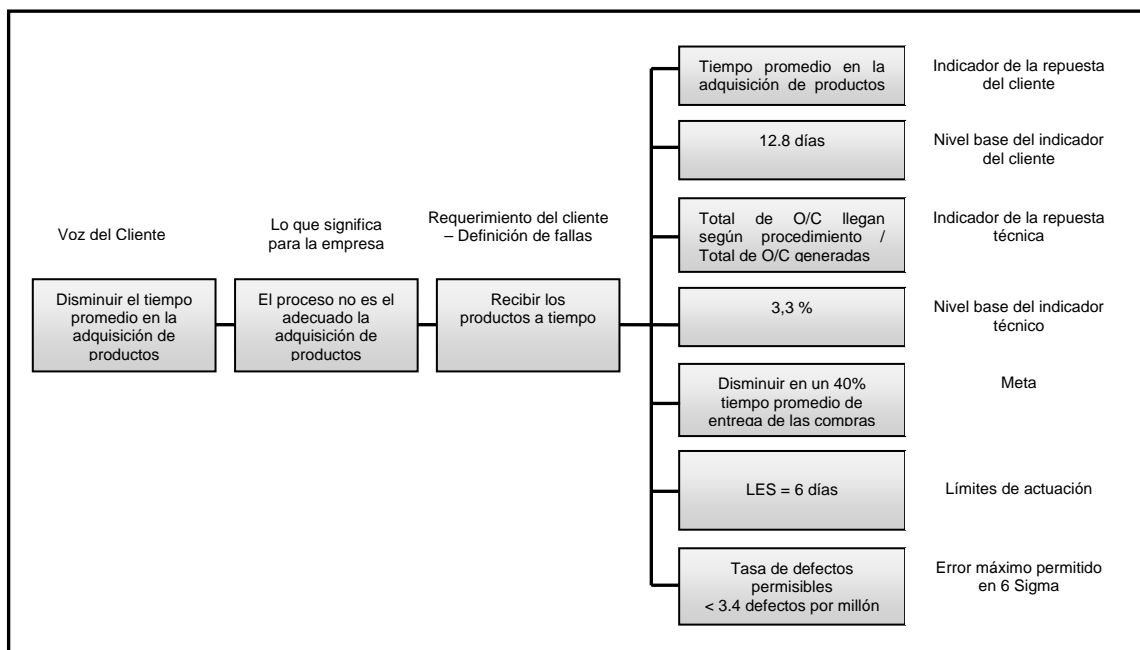 Voz del Cliente
Disminuir el tiempo
promedio en la
adquisición de
productos
Lo que significa
para la empresa
El proceso no es el
adecuado la
adquisición de
productos
Requerimiento del cliente
– Definición de fallas
Recibir los
productos a tiempo
Tiempo promedio en la
adquisición de productos
Indicador de la repuesta
del cliente
12.8 días
Nivel base del indicador
del cliente
Total de O/C llegan
según procedimiento /
Total de O/C generadas
Indicador de la repuesta
técnica
3,3 %
Nivel base del indicador
técnico
Disminuir en un 40%
tiempo promedio de
entrega de las compras
Meta
LES = 6 días
Límites de actuación
Tasa de defectos
permisibles
< 3.4 defectos por millón
Error máximo permitido
en 6 Sigma